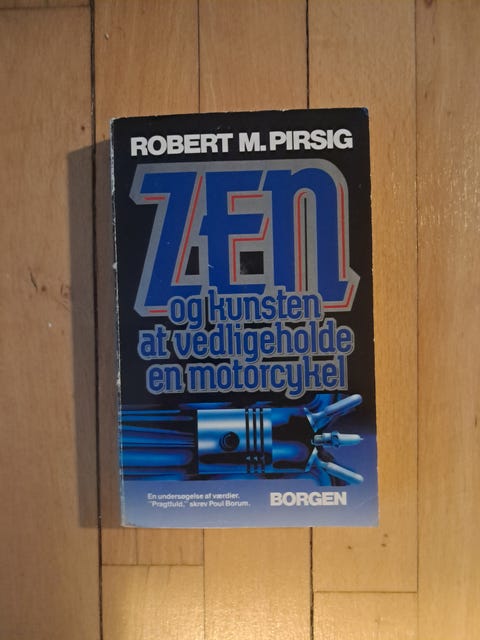 ROBERT M. PIRSIG
ZEN
og kunsten
at vedligeholde
en motorcykel
En undersøgelse af værdier.
"Pragtfuld," skrev Poul Borum.
BORGEN